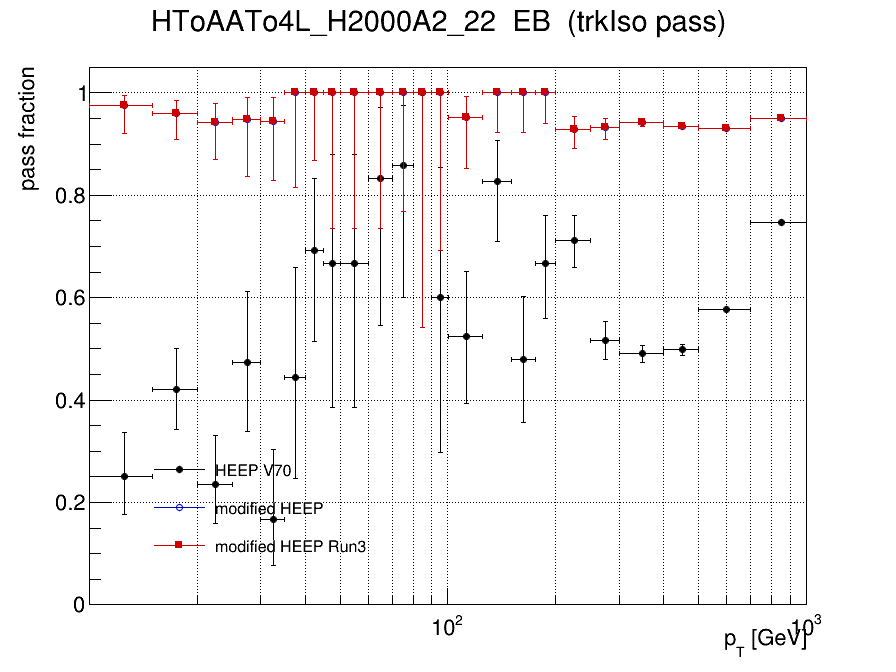 HToAATo4L_H2000A2_22 EB (trkIso pass)
pass fraction
1
0.8
0.6
0.4
0.2
0
HEEP V70
modified HEEP
modified HEEP Run3
10²
10³
p_T [GeV]